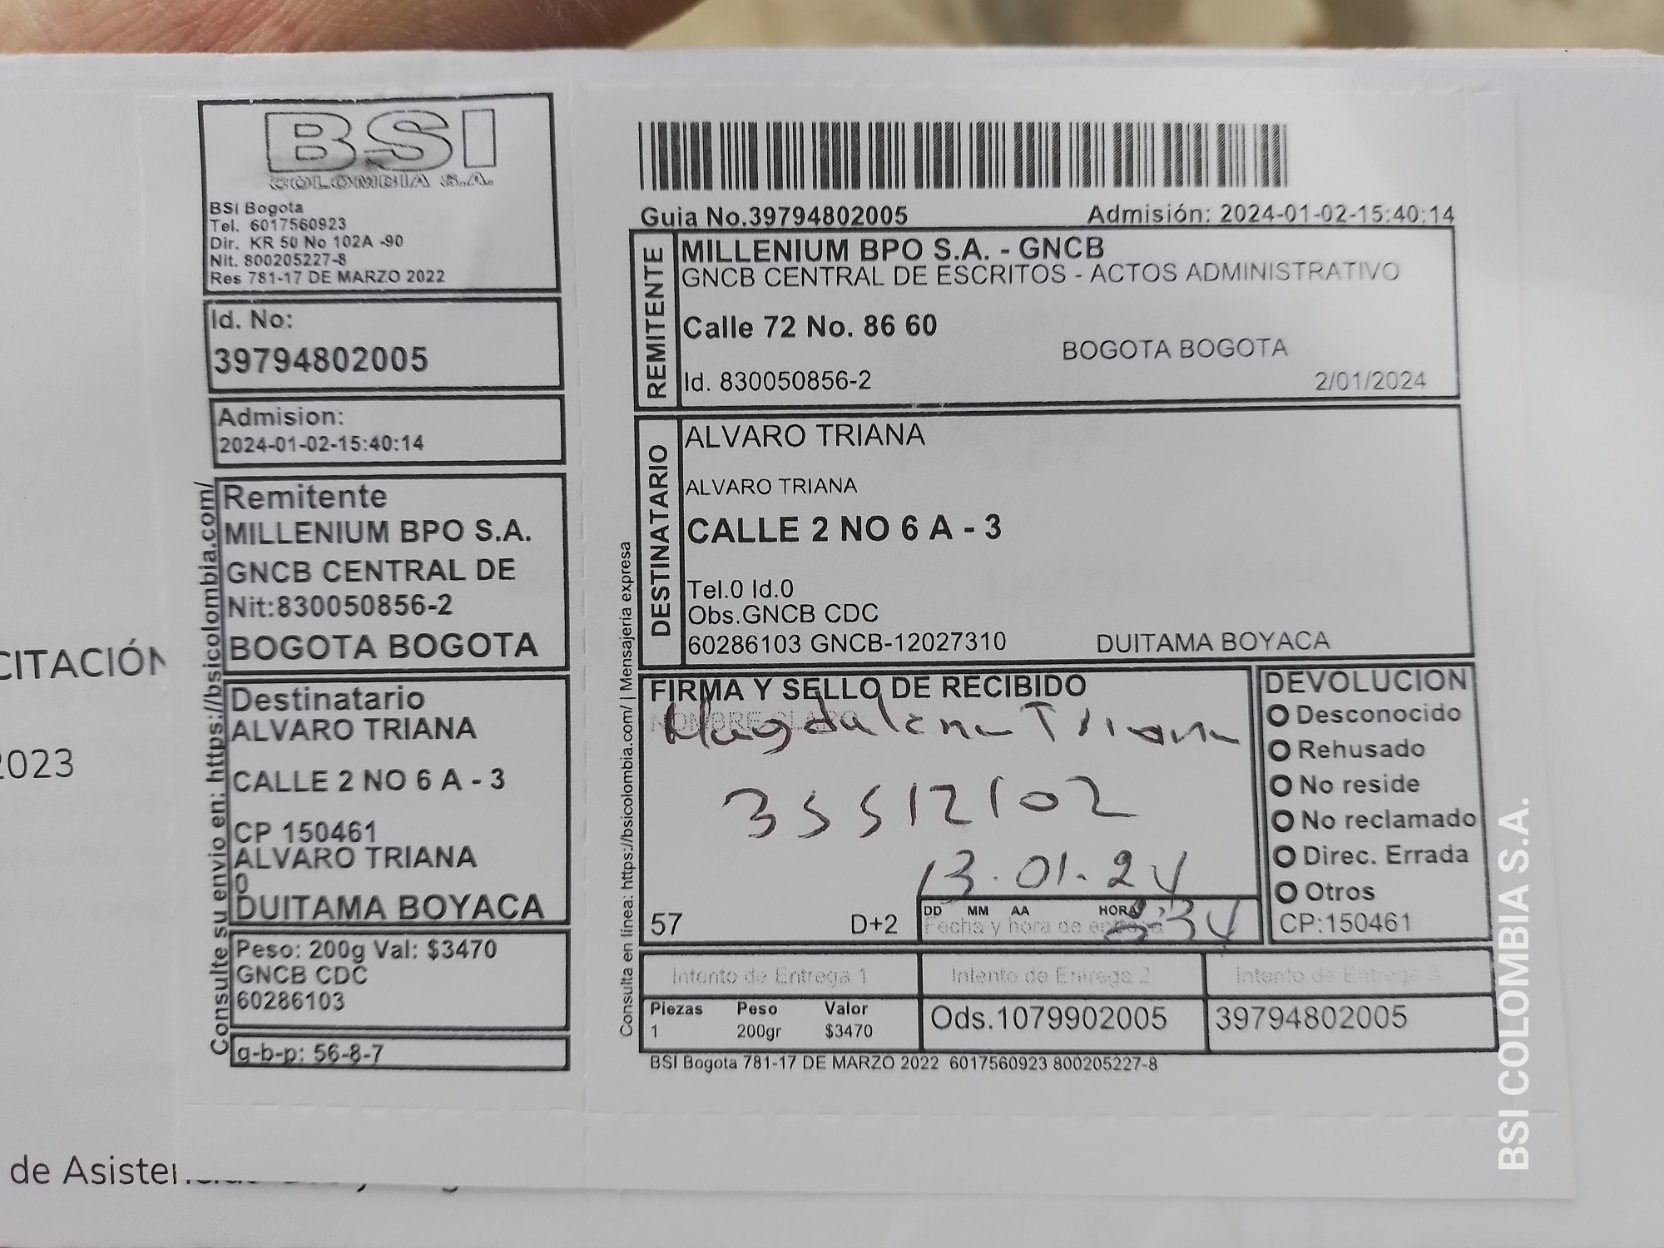 BSI
COLOMBIA S.A.
BSI Bogota
Tel. 6017560923
Dir. KR 50 No 102A -90
Nit. 800205227-8
Res 781-17 DE MARZO 2022
Id. No:
39794802005
Admision:
2024-01-02-15:40:14
Remitente
MILLENIUM BPO S.A.
GNCB CENTRAL DE
Nit:830050856-2
BOGOTA BOGOTA
Destinatario
ALVARO TRIANA
CALLE 2 NO 6 A - 3
CP 150461
ALVARO TRIANA
0
DUITAMA BOYACA
Peso: 200g Val: $3470
GNCB CDC
60286103
g-b-p: 56-8-7
Consulte su envio en: https://bsicolombia.com/
Guia No.39794802005 Admisión: 2024-01-02-15:40:14
REMITENTE
MILLENIUM BPO S.A. - GNCB
GNCB CENTRAL DE ESCRITOS - ACTOS ADMINISTRATIVO
Calle 72 No. 86 60
BOGOTA BOGOTA
Id. 830050856-2 2/01/2024
DESTINATARIO
ALVARO TRIANA
ALVARO TRIANA
CALLE 2 NO 6 A - 3
Tel.0 Id.0
Obs.GNCB CDC
60286103 GNCB-12027310 DUITAMA BOYACA
FIRMA Y SELLO DE RECIBIDO
Magdalena Triana
35512102
13.01.24
57 D+2
DD MM AA HORA
Fecha y hora de
DEVOLUCION
Desconocido
Rehusado
No reside
No reclamado
Direc. Errada
Otros
CP:150461
Intento de Entrega 1 Intento de Entrega 2 Intento de Entrega 3
Piezas Peso Valor
1 200gr $3470
Ods.1079902005 39794802005
BSI Bogota 781-17 DE MARZO 2022 6017560923 800205227-8
Consulta en linea: https://bsicolombia.com/ | Mensajería expresa
CITACIÓN
2023
de Asisten
BSI COLOMBIA S.A.